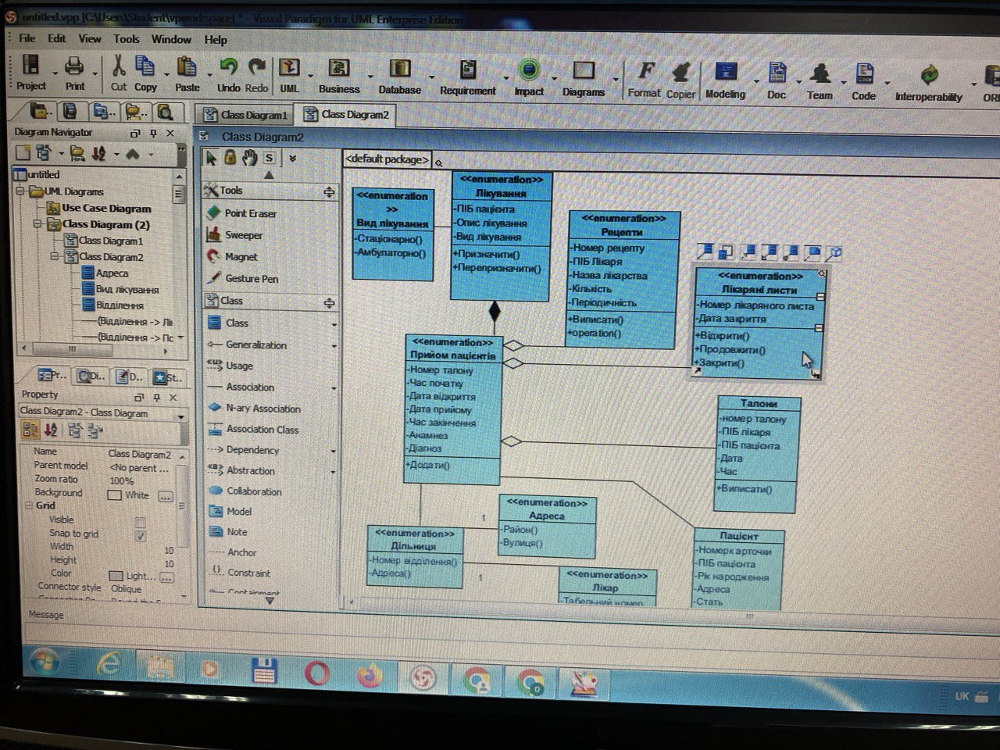 untitled.vpp [C:\Users\Student\vpworkspace] * - Visual Paradigm for UML Enterprise Edition
File Edit View Tools Window Help
Project Print Cut Copy Paste Undo Redo UML Business Database Requirement Impact Diagrams Format Copier Modeling Doc Team Code Interoperability
Class Diagram1 Class Diagram2
Diagram Navigator
untitled
UML Diagrams
Use Case Diagram
Class Diagram (2)
Class Diagram1
Class Diagram2
Адреса
Вид лікування
Відділення
(Відділення -> Лі
(Відділення -> Пс
Pr.. Di... D.. St..
Property
Class Diagram2 - Class Diagram
Name Class Diagram2
Parent model <No parent ...
Zoom ratio 100%
Background White ...
Grid
Visible
Snap to grid
Width 10
Height 10
Color Light... ...
Connector style Oblique
Message
Class Diagram2
S
Tools
Point Eraser
Sweeper
Magnet
Gesture Pen
Class
Class
Generalization
Usage
Association
N-ary Association
Association Class
Dependency
Abstraction
Collaboration
Model
Note
Anchor
Constraint
Containment
<default package>
<<enumeration
>>
Вид лікування
-Стаціонарно()
-Амбулаторно()
<<enumeration>>
Лікування
-ПІБ пацієнта
-Опис лікування
-Вид лікування
+Призначити()
+Перепризначити()
<<enumeration>>
Рецепти
-Номер рецепту
-ПІБ Лікаря
-Назва лікарства
-Кількість
-Періодичність
+Виписати()
+operation()
<<enumeration>>
Лікаряні листи
-Номер лікаряного листа
-Дата закриття
+Відкрити()
+Продовжити()
+Закрити()
<<enumeration>>
Прийом пацієнтів
-Номер талону
-Час початку
-Дата відкриття
-Дата прийому
-Час закінчення
-Анамнез
-Діагноз
+Додати()
Талони
-номер талону
-ПІБ лікаря
-ПІБ пацієнта
-Дата
-Час
+Виписати()
<<enumeration>>
Адреса
-Район()
-Вулиця()
1
<<enumeration>>
Дільниця
-Номер відділення()
-Адреса()
1
<<enumeration>>
Лікар
-Табельний номер
Пацієнт
-Номерк арточки
-ПІБ пацієнта
-Рік народження
-Адреса
-Стать
UK